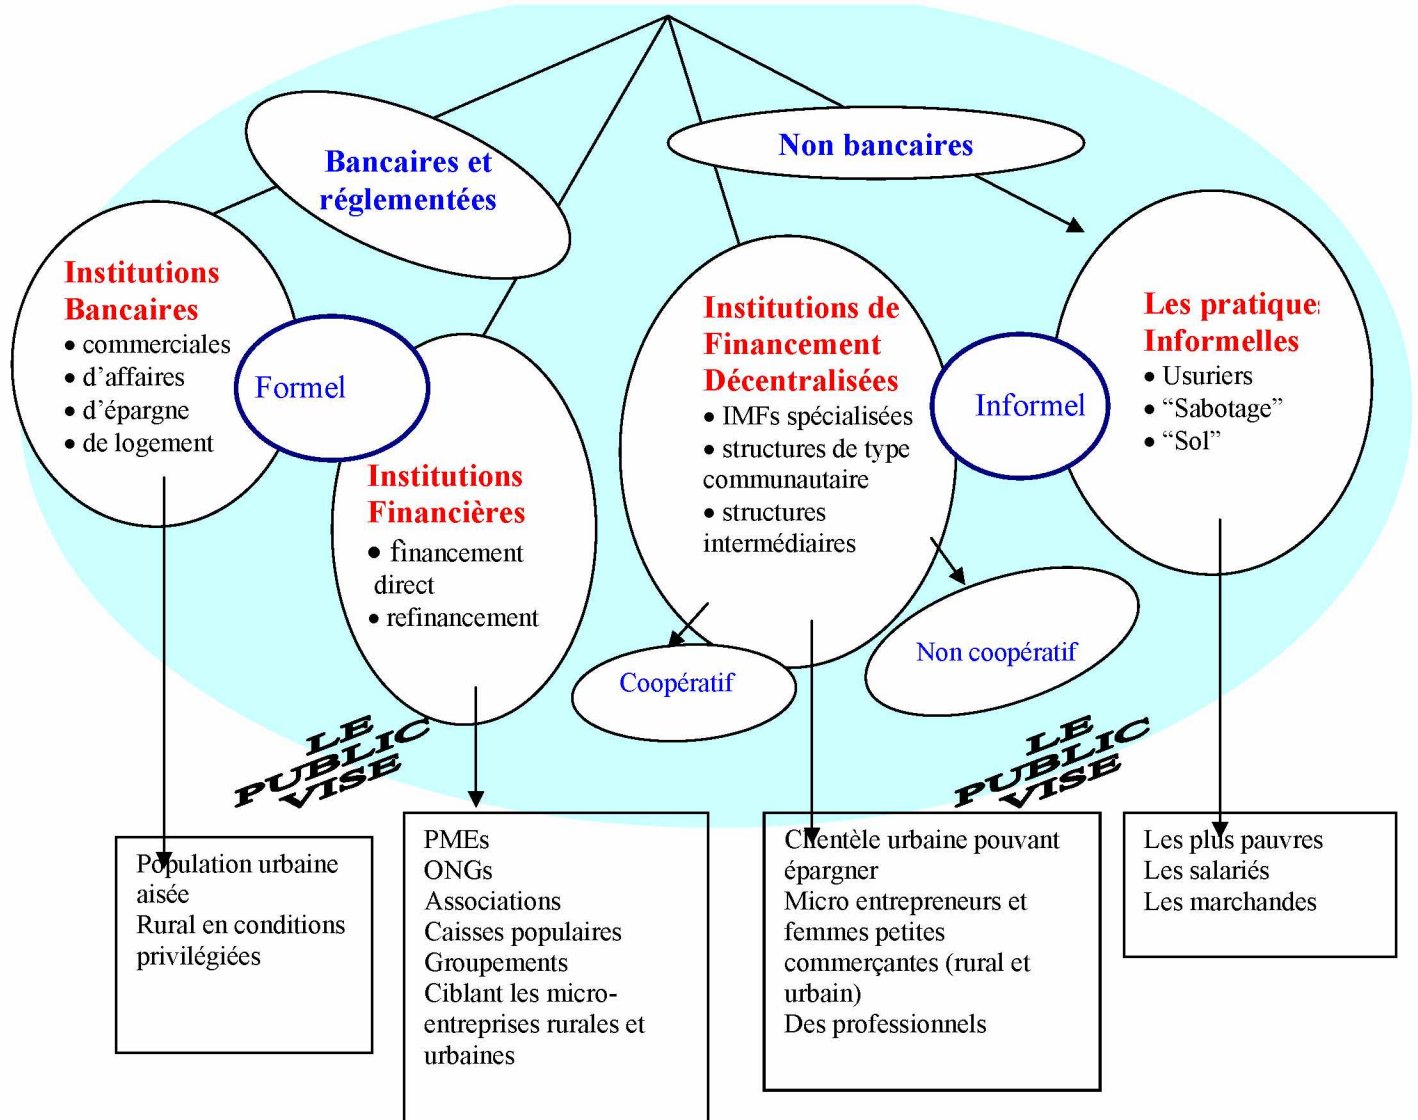 Bancaires et
réglementées
Non bancaires
Institutions
Bancaires
• commerciales
• d’affaires
• d’épargne
• de logement
Formel
Institutions
Financières
• financement
direct
• refinancement
Institutions de
Financement
Décentralisées
• IMFs spécialisées
• structures de type
communautaire
• structures
intermédiaires
Informel
Les pratiques
Informelles
• Usuriers
• “Sabotage”
• “Sol”
Coopératif
Non coopératif
LE
PUBLIC
VISE
LE
PUBLIC
VISE
Population urbaine
aisée
Rural en conditions
privilégiées
PMEs
ONGs
Associations
Caisses populaires
Groupements
Ciblant les micro-
entreprises rurales et
urbaines
Clientèle urbaine pouvant
épargner
Micro entrepreneurs et
femmes petites
commerçantes (rural et
urbain)
Des professionnels
Les plus pauvres
Les salariés
Les marchandes